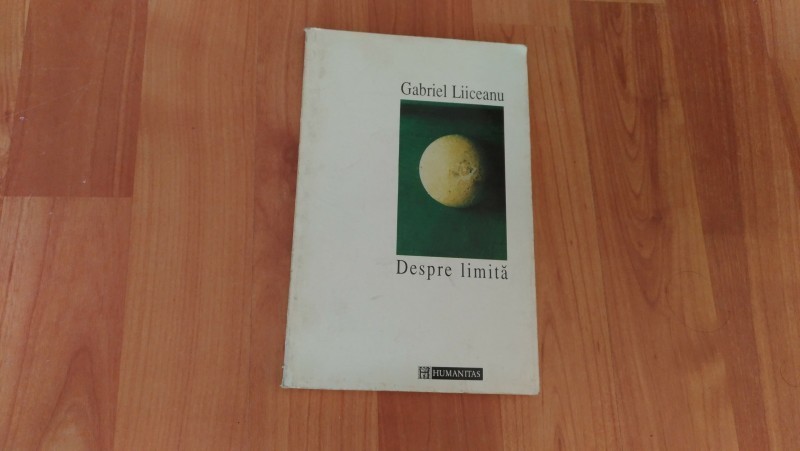 Gabriel Liiceanu
Despre limită
HUMANITAS